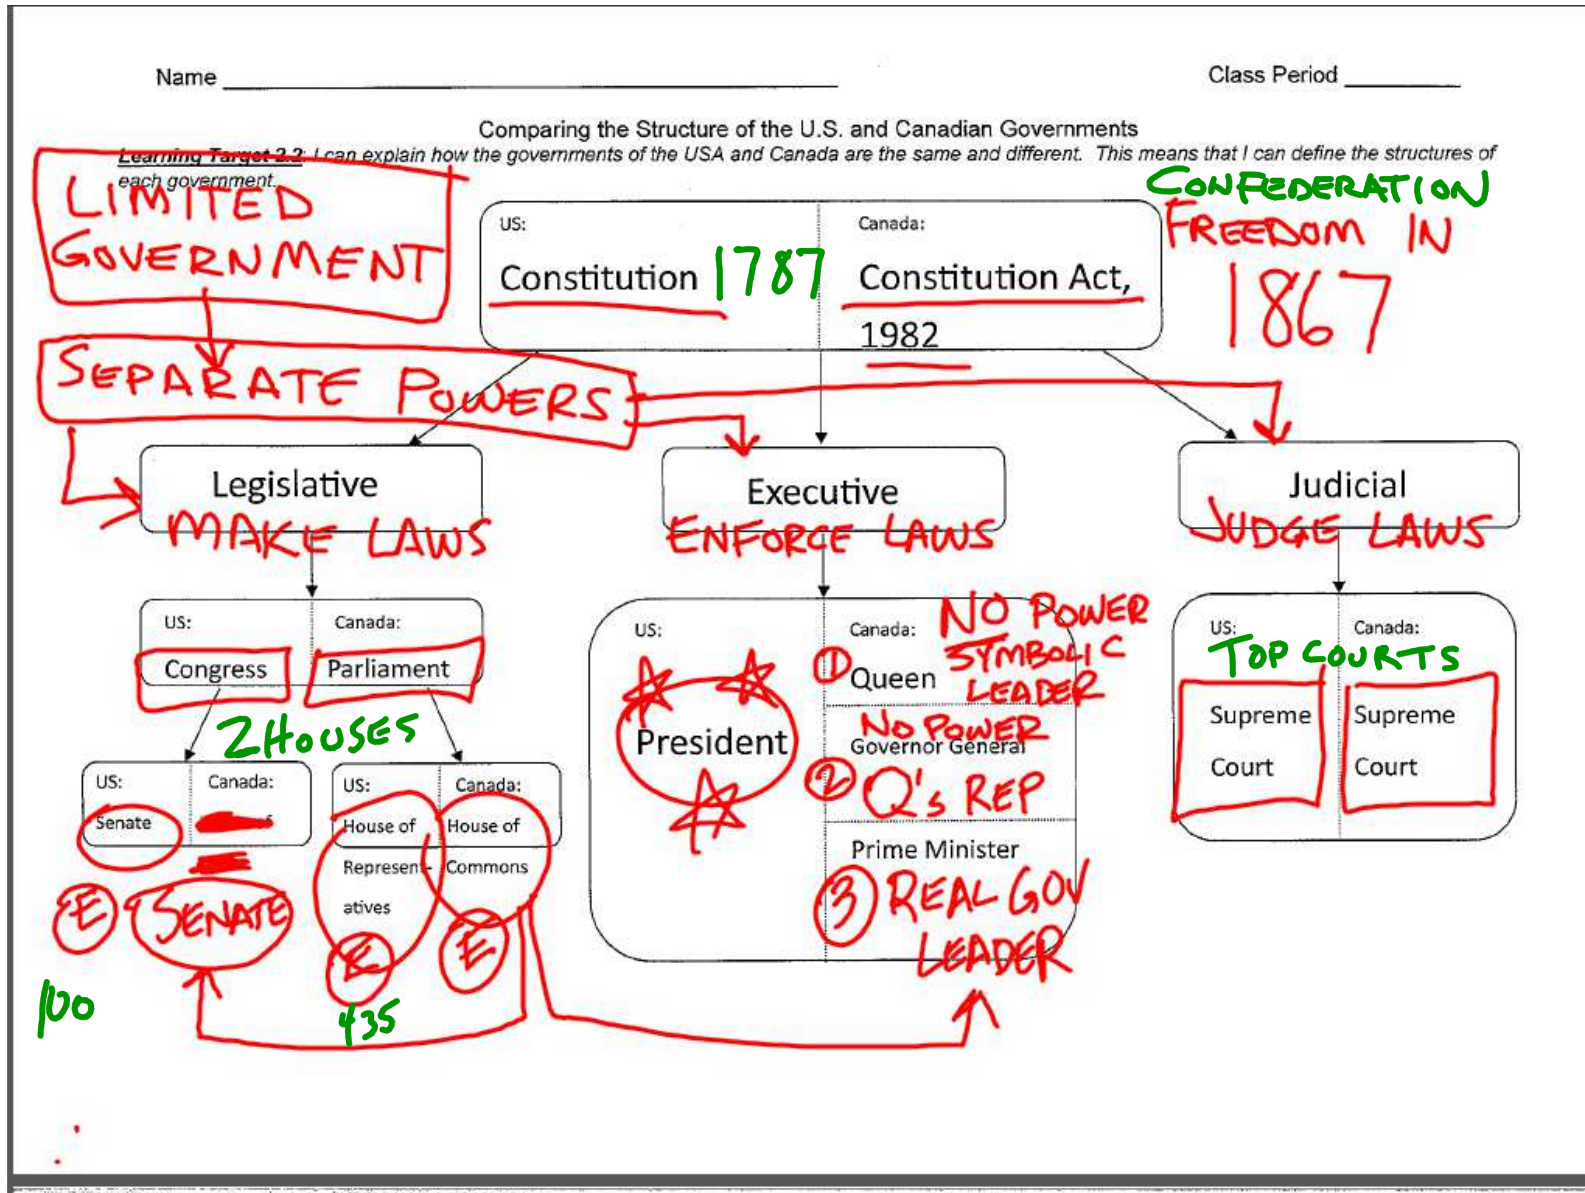 Name
Class Period
Comparing the Structure of the U.S. and Canadian Governments
Learning Target 2.2: I can explain how the governments of the USA and Canada are the same and different. This means that I can define the structures of
each government.
LIMITED
GOVERNMENT
CONFEDERATION
FREEDOM IN
1867
US:
Constitution 1787
Canada:
Constitution Act,
1982
SEPARATE POWERS
Legislative
MAKE LAWS
Executive
ENFORCE LAWS
Judicial
JUDGE LAWS
US:
Congress
Canada:
Parliament
2 HOUSES
US:
Senate
E
100
Canada:
SENATE
US:
House of
Represent-
atives
E
435
Canada:
House of
Commons
E
US:
President
Canada:
NO POWER
SYMBOLIC
LEADER
1 Queen
NO POWER
Governor General
2 Q's REP
Prime Minister
3 REAL GOV
LEADER
US:
Canada:
TOP COURTS
Supreme
Court
Supreme
Court